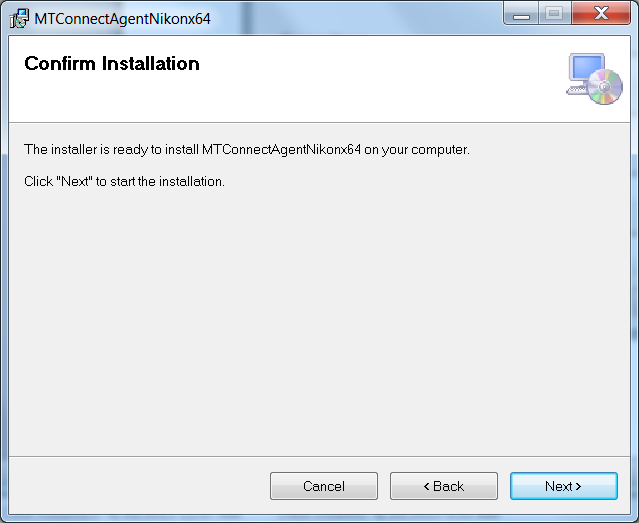 MTConnectAgentNikonx64
Confirm Installation
The installer is ready to install MTConnectAgentNikonx64 on your computer.
Click "Next" to start the installation.
Cancel
< Back
Next >